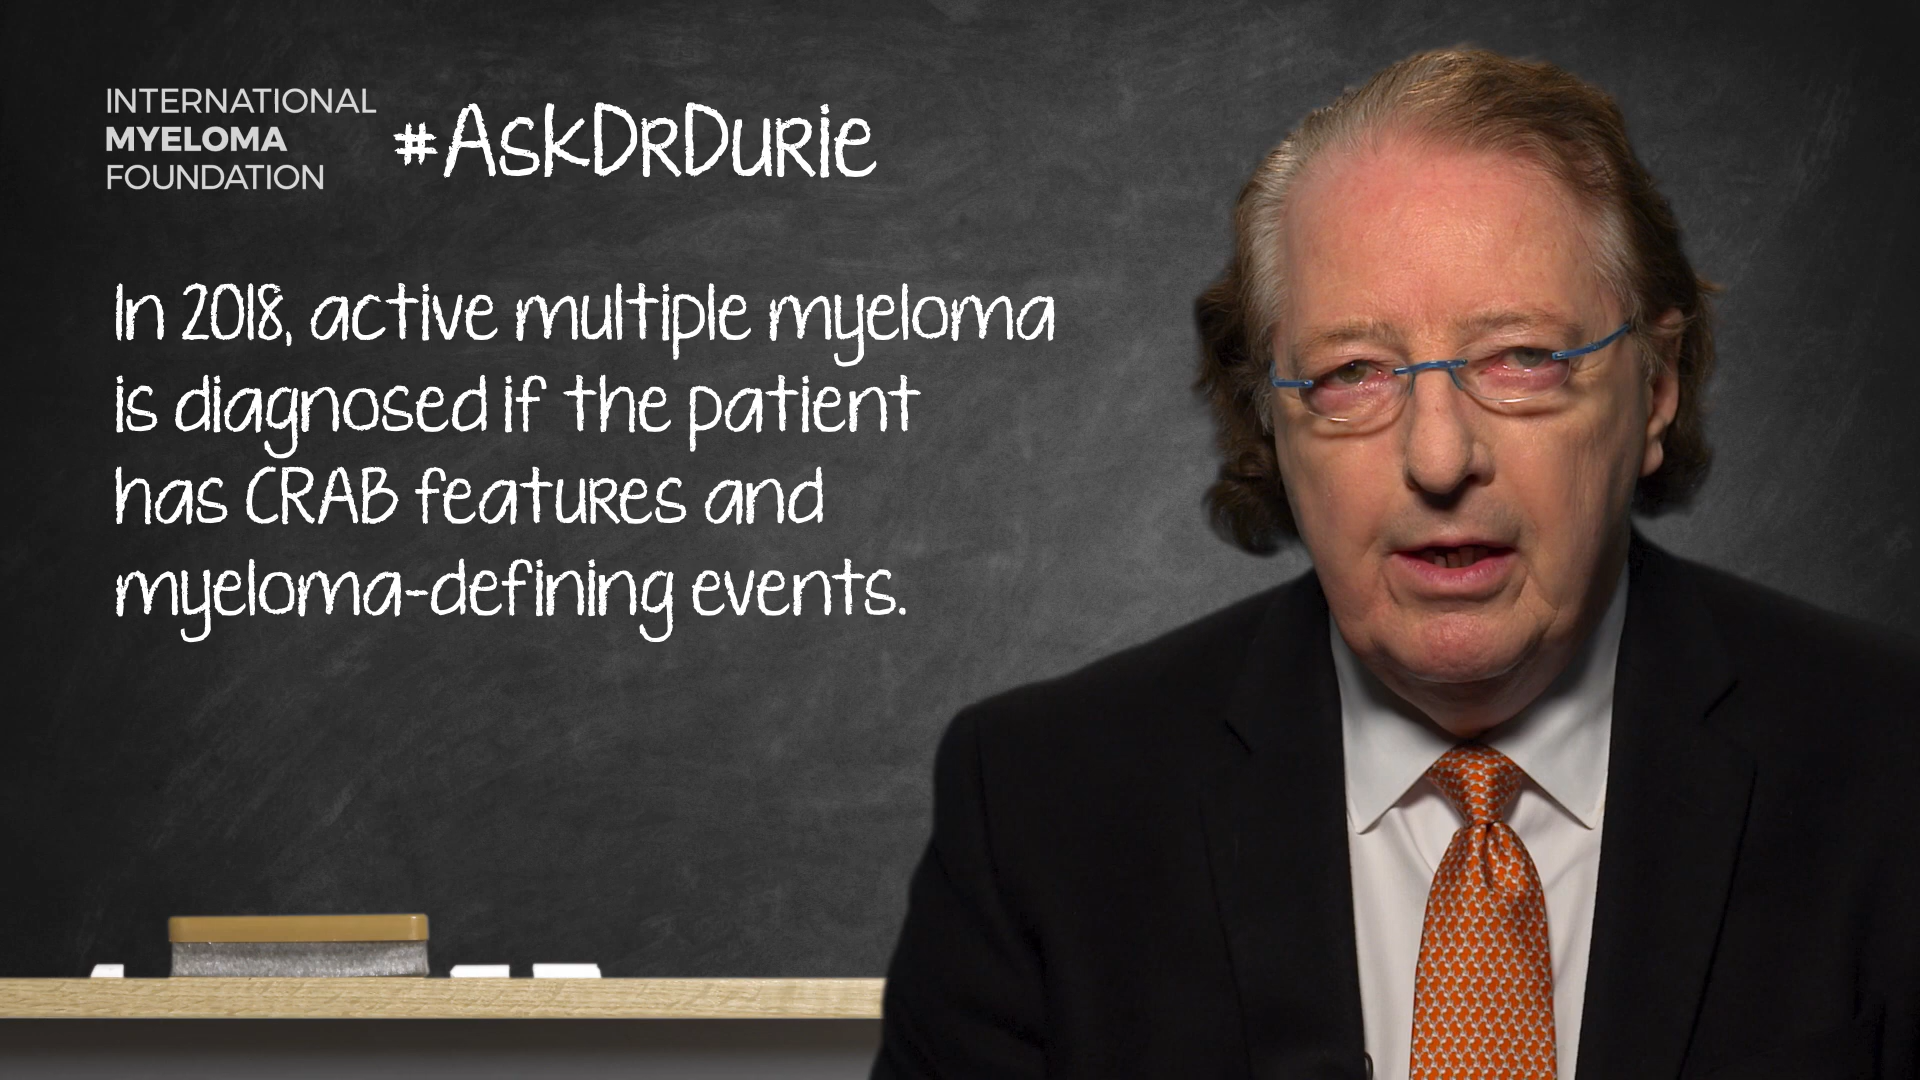 INTERNATIONAL
MYELOMA
FOUNDATION
#AskDRDURie
In 2018, active multiple myeloma
is diagnosed if the patient
has CRAB features and
myeloma-defining events.